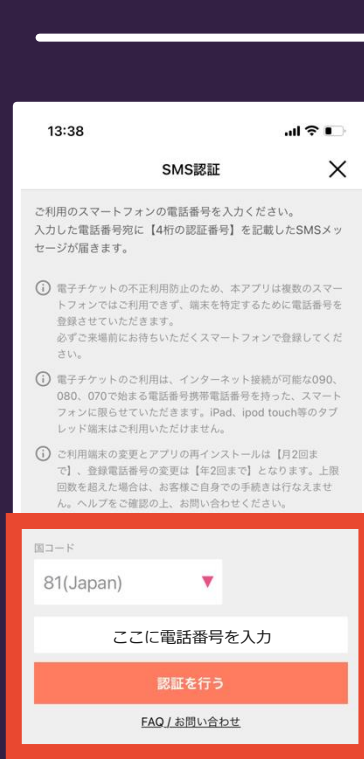 13:38
SMS認証
ご利用のスマートフォンの電話番号を入力ください。
入力した電話番号宛に【4桁の認証番号】を記載したSMSメッ
セージが届きます。
電子チケットの不正利用防止のため、本アプリは複数のスマー
トフォンではご利用できず、端末を特定するために電話番号を
登録させていただきます。
必ずご来場前にお待ちいただくスマートフォンで登録してくだ
さい。
電子チケットのご利用は、インターネット接続が可能な090、
080、070で始まる電話番号携帯電話番号を持った、スマート
フォンに限らせていただきます。iPad、ipod touch等のタブ
レッド端末はご利用いただけません。
ご利用端末の変更とアプリの再インストールは【月2回ま
で】、登録電話番号の変更は【年2回まで】となります。上限
回数を超えた場合は、お客様ご自身での手続きは行なえませ
ん。ヘルプをご確認の上、お問い合わせください。
国コード
81(Japan)
ここに電話番号を入力
認証を行う
FAQ / お問い合わせ